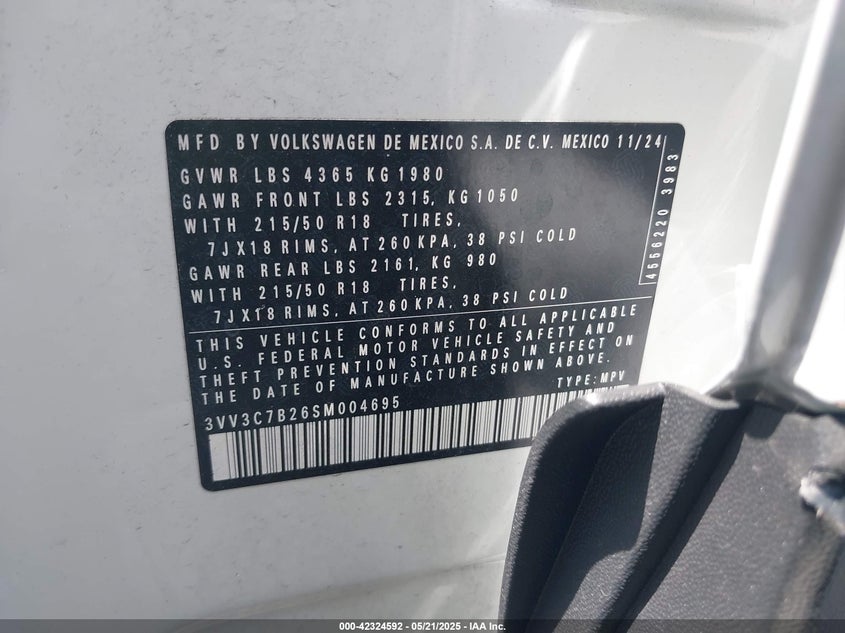 MFD BY VOLKSWAGEN DE MEXICO S.A. DE C.V. MEXICO 11/24
GVWR LBS 4365 KG 1980
GAWR FRONT LBS 2315, KG 1050
WITH 215/50 R18 TIRES,
7JX18 RIMS, AT 260 KPA, 38 PSI COLD
GAWR REAR LBS 2161, KG 980
WITH 215/50 R18 TIRES,
7JX18 RIMS, AT 260 KPA, 38 PSI COLD
4556220 3983
THIS VEHICLE CONFORMS TO ALL APPLICABLE
U.S. FEDERAL MOTOR VEHICLE SAFETY AND
THEFT PREVENTION STANDARDS IN EFFECT ON
THE DATE OF MANUFACTURE SHOWN ABOVE.
TYPE: MPV
3VV3C7B26SM004695
000-42324592 - 05/21/2025 - IAA Inc.